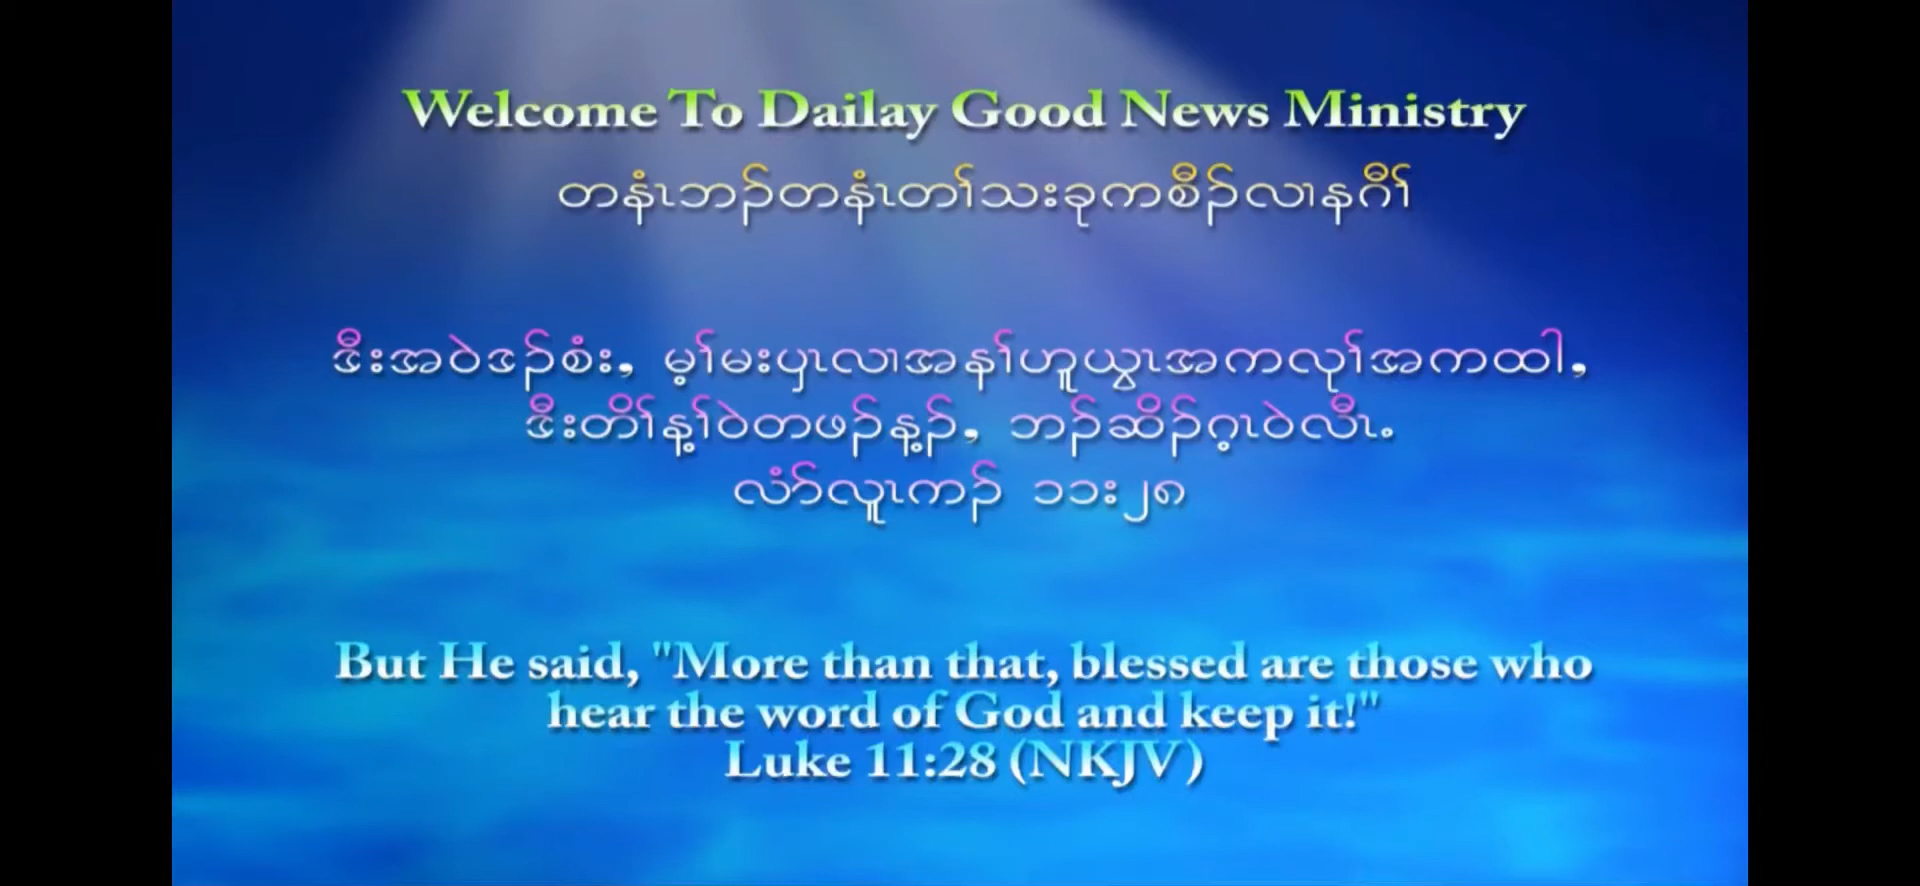 Welcome To Dailay Good News Ministry
တနံၤဘၣ်တနံၤတၢ်သးခုကစီၣ်လၢနဂီၢ်
ဒီးအဝဲဒၣ်စံး, မ့ၢ်မးပှၤလၢအနၢ်ဟူယွၤအကလုၢ်အကထါ,
ဒီးတိၢ်န့ၢ်ဝဲတဖၣ်န့ၣ်, ဘၣ်ဆိၣ်ဂ့ၤဝဲလီၤ.
လံာ်လူၤကၣ် ၁၁း၂၈
But He said, "More than that, blessed are those who
hear the word of God and keep it!"
Luke 11:28 (NKJV)